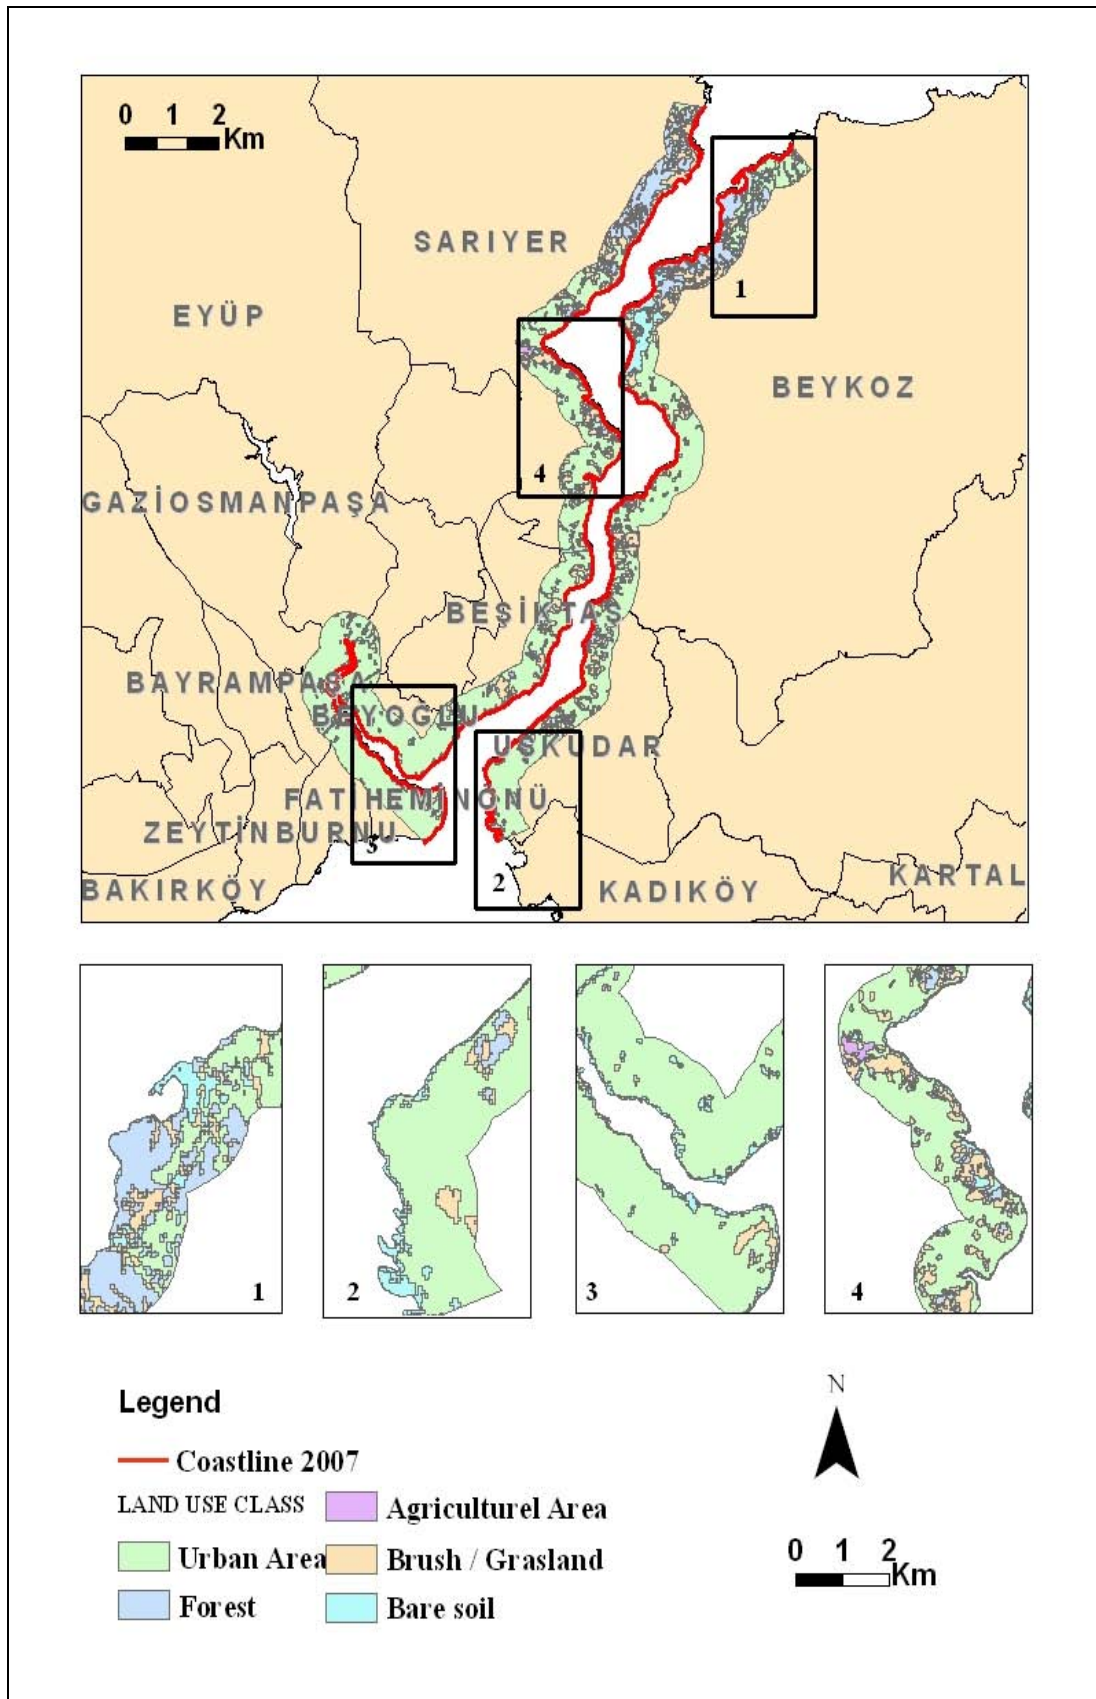 0 1 2
Km
SARIYER
1
EYÜP
BEYKOZ
4
GAZİOSMANPAŞA
BEŞİKTAŞ
BAYRAMPAŞA
BEYOĞLU
ÜSKÜDAR
FATİH EMİNÖNÜ
ZEYTİNBURNU
3
BAKIRKÖY
2
KADIKÖY
KARTAL
1
2
3
4
N
Legend
Coastline 2007
LAND USE CLASS
Agriculturel Area
Urban Area
Brush / Grasland
Forest
Bare soil
0 1 2
Km